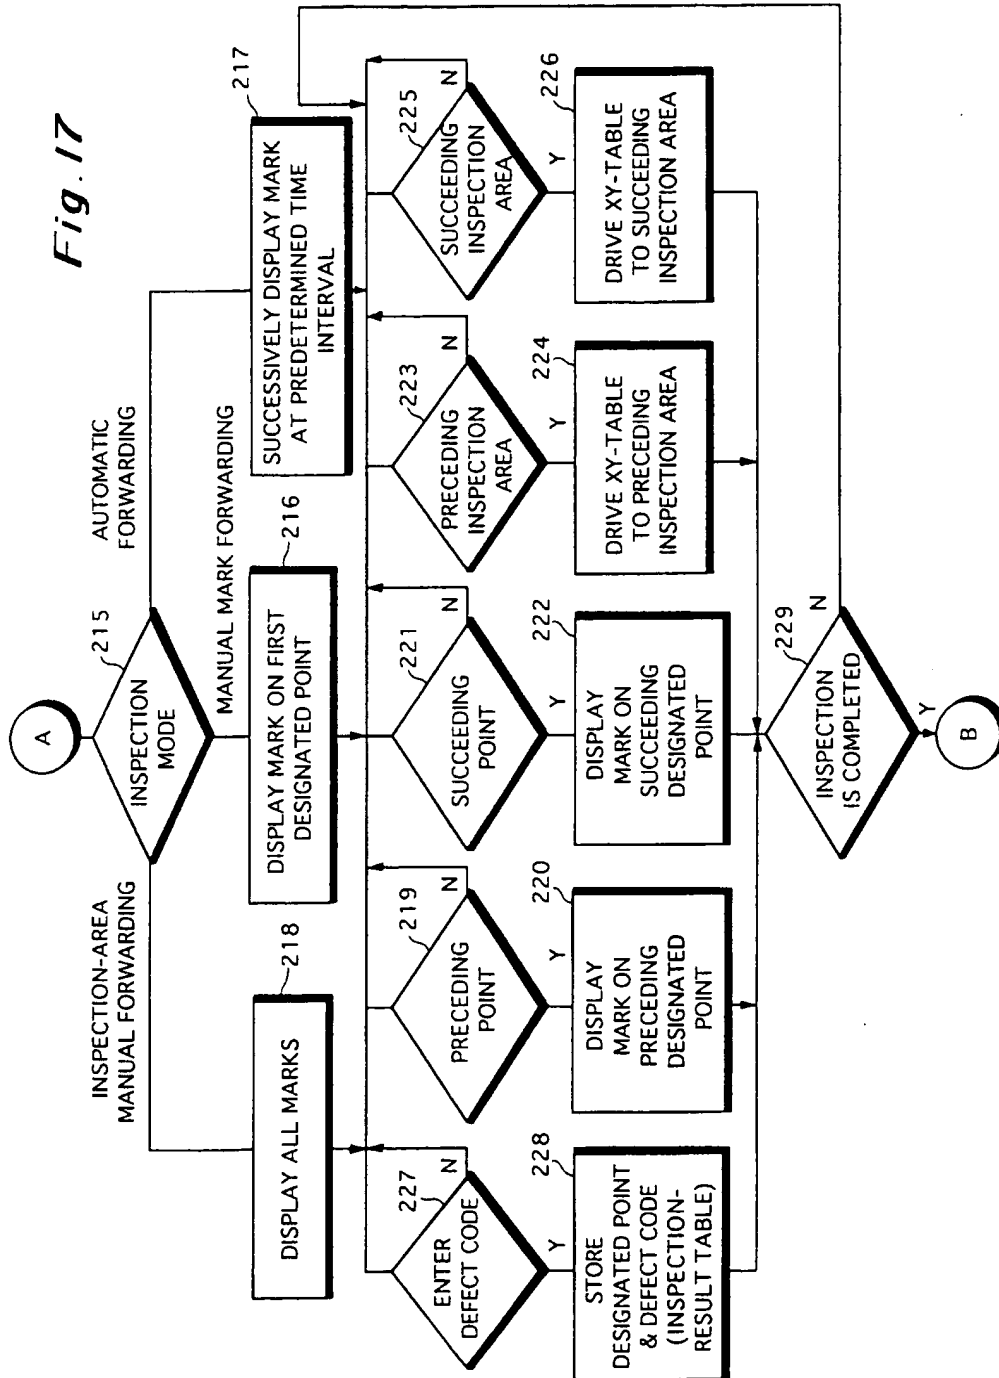 Fig. 17
A
215
INSPECTION
MODE
INSPECTION-AREA
MANUAL FORWARDING
MANUAL MARK FORWARDING
AUTOMATIC
FORWARDING
218
DISPLAY ALL MARKS
216
DISPLAY MARK ON FIRST
DESIGNATED POINT
217
SUCCESSIVELY DISPLAY MARK
AT PREDETERMINED TIME
INTERVAL
227
ENTER
DEFECT CODE
N
Y
219
PRECEDING
POINT
N
Y
221
SUCCEEDING
POINT
N
Y
223
PRECEDING
INSPECTION
AREA
N
Y
225
SUCCEEDING
INSPECTION
AREA
N
Y
228
STORE
DESIGNATED POINT
& DEFECT CODE
(INSPECTION-
RESULT TABLE)
220
DISPLAY
MARK ON
PRECEDING
DESIGNATED
POINT
222
DISPLAY
MARK ON
SUCCEEDING
DESIGNATED
POINT
224
DRIVE XY-TABLE
TO PRECEDING
INSPECTION AREA
226
DRIVE XY-TABLE
TO SUCCEEDING
INSPECTION AREA
229
INSPECTION
IS COMPLETED
N
Y
B